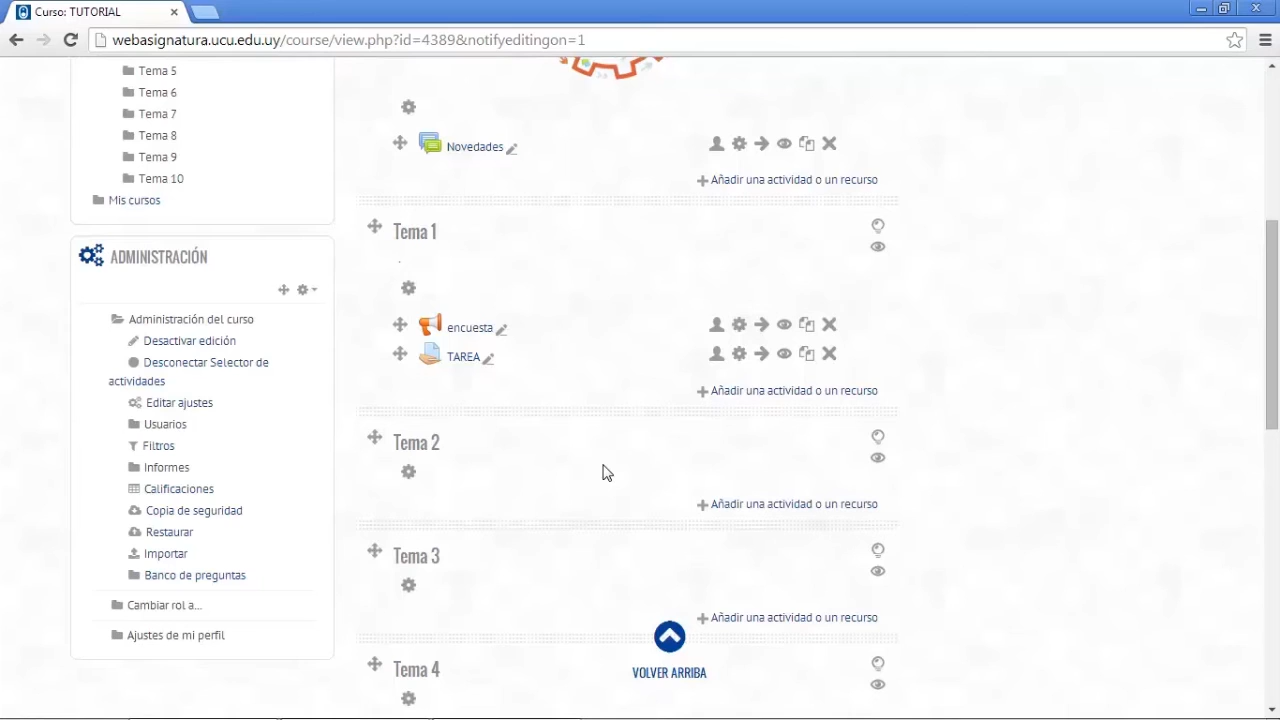 Curso: TUTORIAL
webasignatura.ucu.edu.uy/course/view.php?id=4389&notifyeditingon=1
Tema 5
Tema 6
Tema 7
Tema 8
Tema 9
Tema 10
Mis cursos
ADMINISTRACIÓN
Administración del curso
Desactivar edición
Desconectar Selector de
actividades
Editar ajustes
Usuarios
Filtros
Informes
Calificaciones
Copia de seguridad
Restaurar
Importar
Banco de preguntas
Cambiar rol a...
Ajustes de mi perfil
Novedades
Añadir una actividad o un recurso
Tema 1
.
encuesta
TAREA
Añadir una actividad o un recurso
Tema 2
Añadir una actividad o un recurso
Tema 3
Añadir una actividad o un recurso
VOLVER ARRIBA
Tema 4